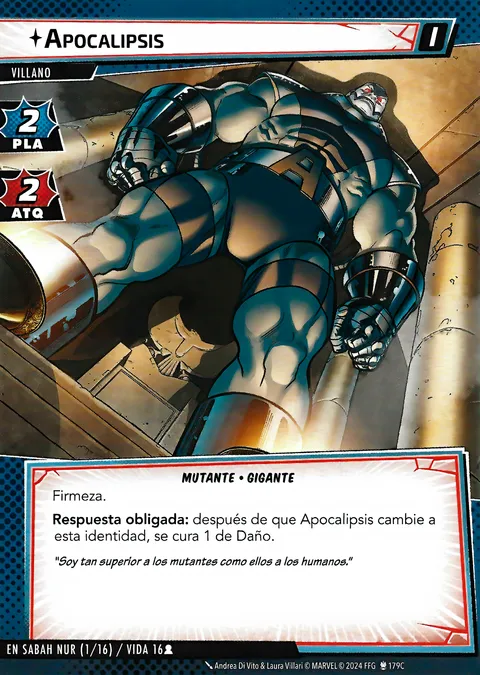 APOCALIPSIS
I
VILLANO
2
PLA
2
ATQ
A
MUTANTE • GIGANTE
Firmeza.
Respuesta obligada: después de que Apocalipsis cambie a
esta identidad, se cura 1 de Daño.
"Soy tan superior a los mutantes como ellos a los humanos."
EN SABAH NUR (1/16) / VIDA 16
Andrea Di Vito & Laura Villari © MARVEL © 2024 FFG 179C